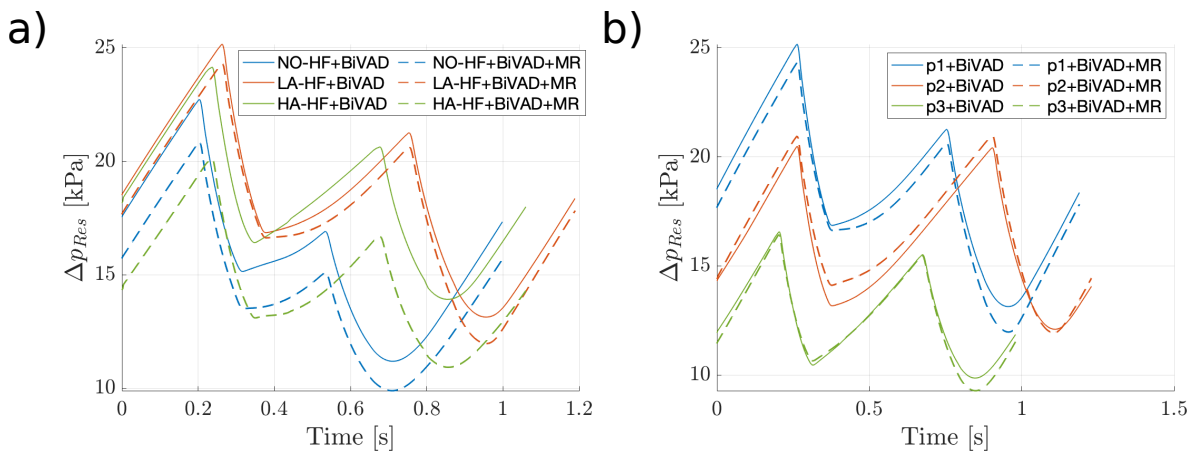 a)
NO-HF+BiVAD NO-HF+BiVAD+MR
LA-HF+BiVAD LA-HF+BiVAD+MR
HA-HF+BiVAD HA-HF+BiVAD+MR
25
20
15
10
Δp_Res [kPa]
0 0.2 0.4 0.6 0.8 1 1.2
Time [s]
b)
p1+BiVAD p1+BiVAD+MR
p2+BiVAD p2+BiVAD+MR
p3+BiVAD p3+BiVAD+MR
25
20
15
10
Δp_Res [kPa]
0 0.5 1 1.5
Time [s]